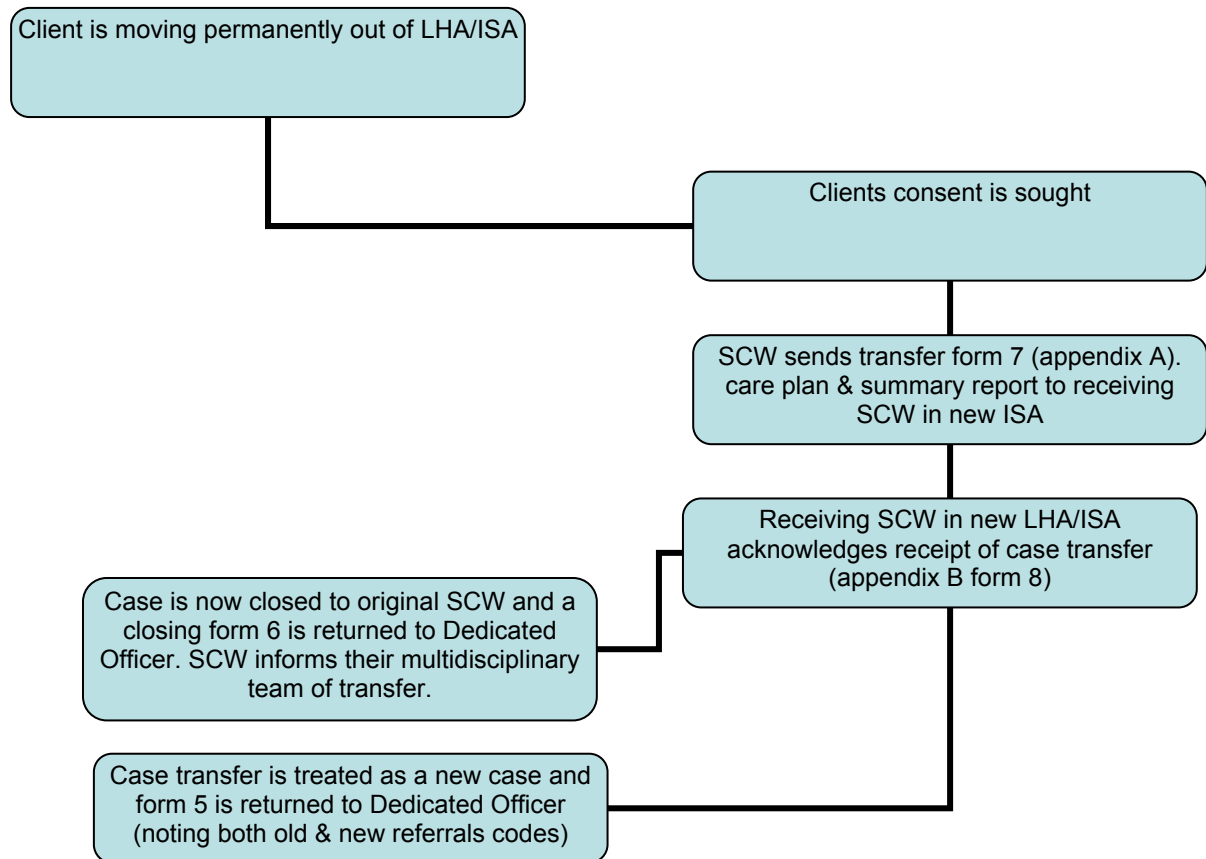 Client is moving permanently out of LHA/ISA
Clients consent is sought
SCW sends transfer form 7 (appendix A).
care plan & summary report to receiving
SCW in new ISA
Receiving SCW in new LHA/ISA
acknowledges receipt of case transfer
(appendix B form 8)
Case is now closed to original SCW and a
closing form 6 is returned to Dedicated
Officer. SCW informs their multidisciplinary
team of transfer.
Case transfer is treated as a new case and
form 5 is returned to Dedicated Officer
(noting both old & new referrals codes)